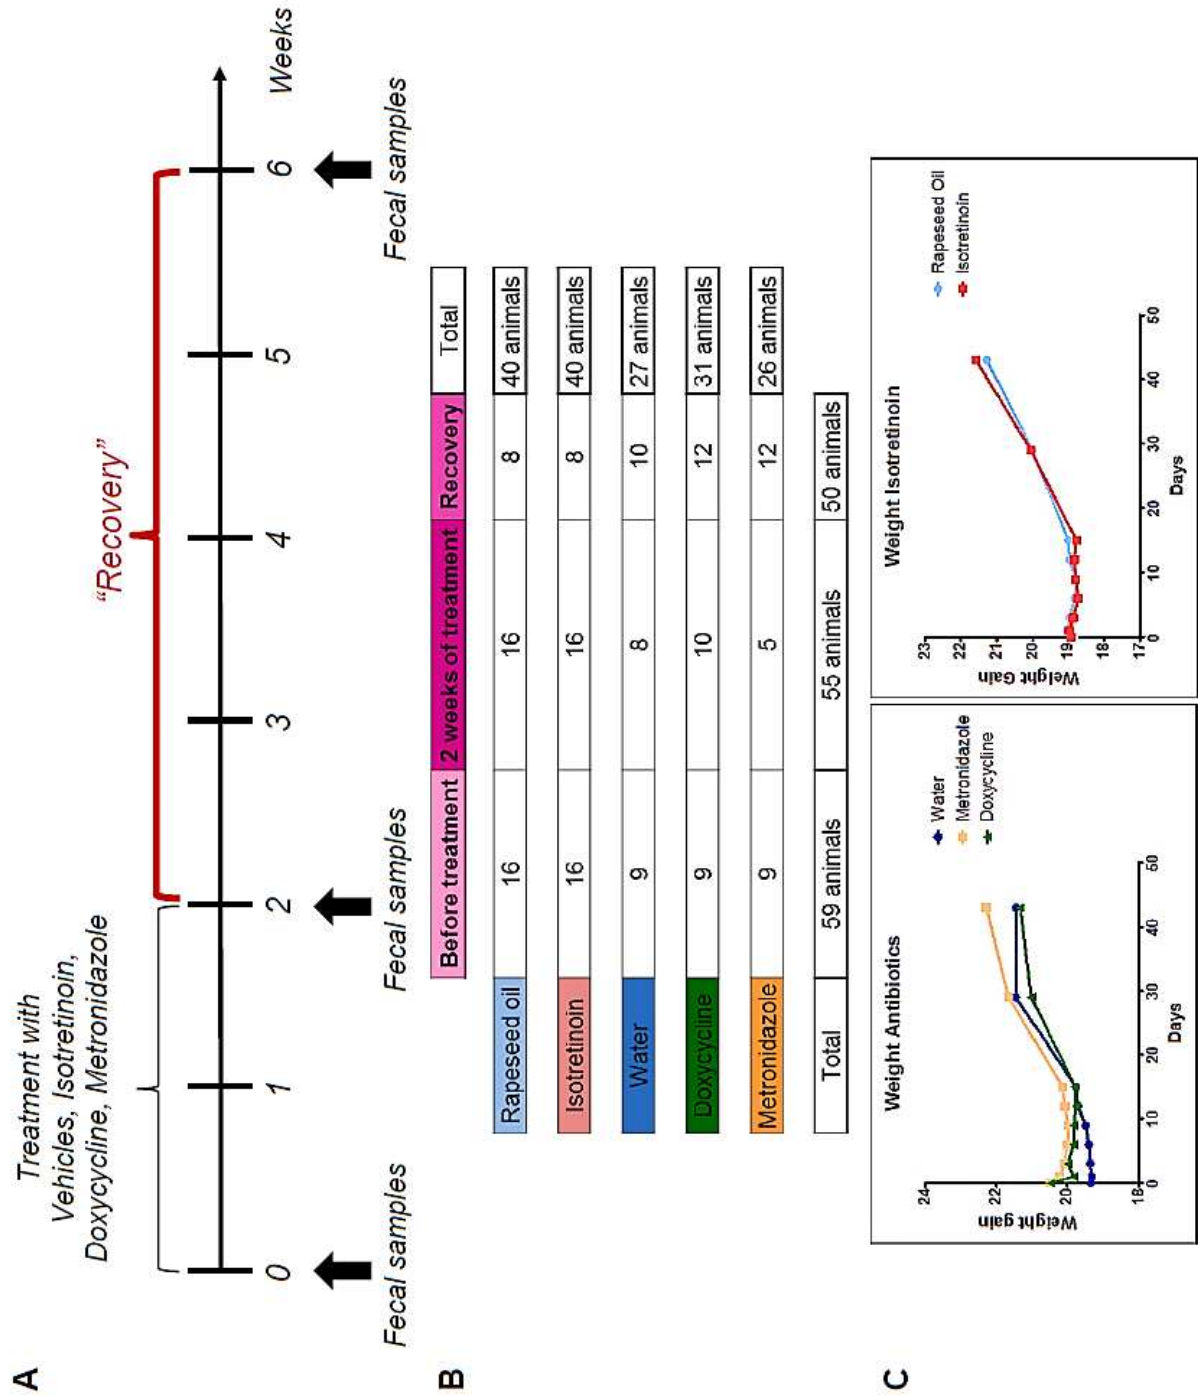 A
Treatment with
Vehicles, Isotretinoin,
Doxycycline, Metronidazole
“Recovery”
0 1 2 3 4 5 6 Weeks
Fecal samples Fecal samples Fecal samples
B
Before treatment 2 weeks of treatment Recovery Total
Rapeseed oil 16 16 8 40 animals
Isotretinoin 16 16 8 40 animals
Water 9 8 10 27 animals
Doxycycline 9 10 12 31 animals
Metronidazole 9 5 12 26 animals
Total 59 animals 55 animals 50 animals
C
Weight Antibiotics
Weight gain
24
22
20
18
0 10 20 30 40 50
Days
Water
Metronidazole
Doxycycline
Weight Isotretinoin
Weight Gain
23
22
21
20
19
18
17
0 10 20 30 40 50
Days
Rapeseed Oil
Isotretinoin